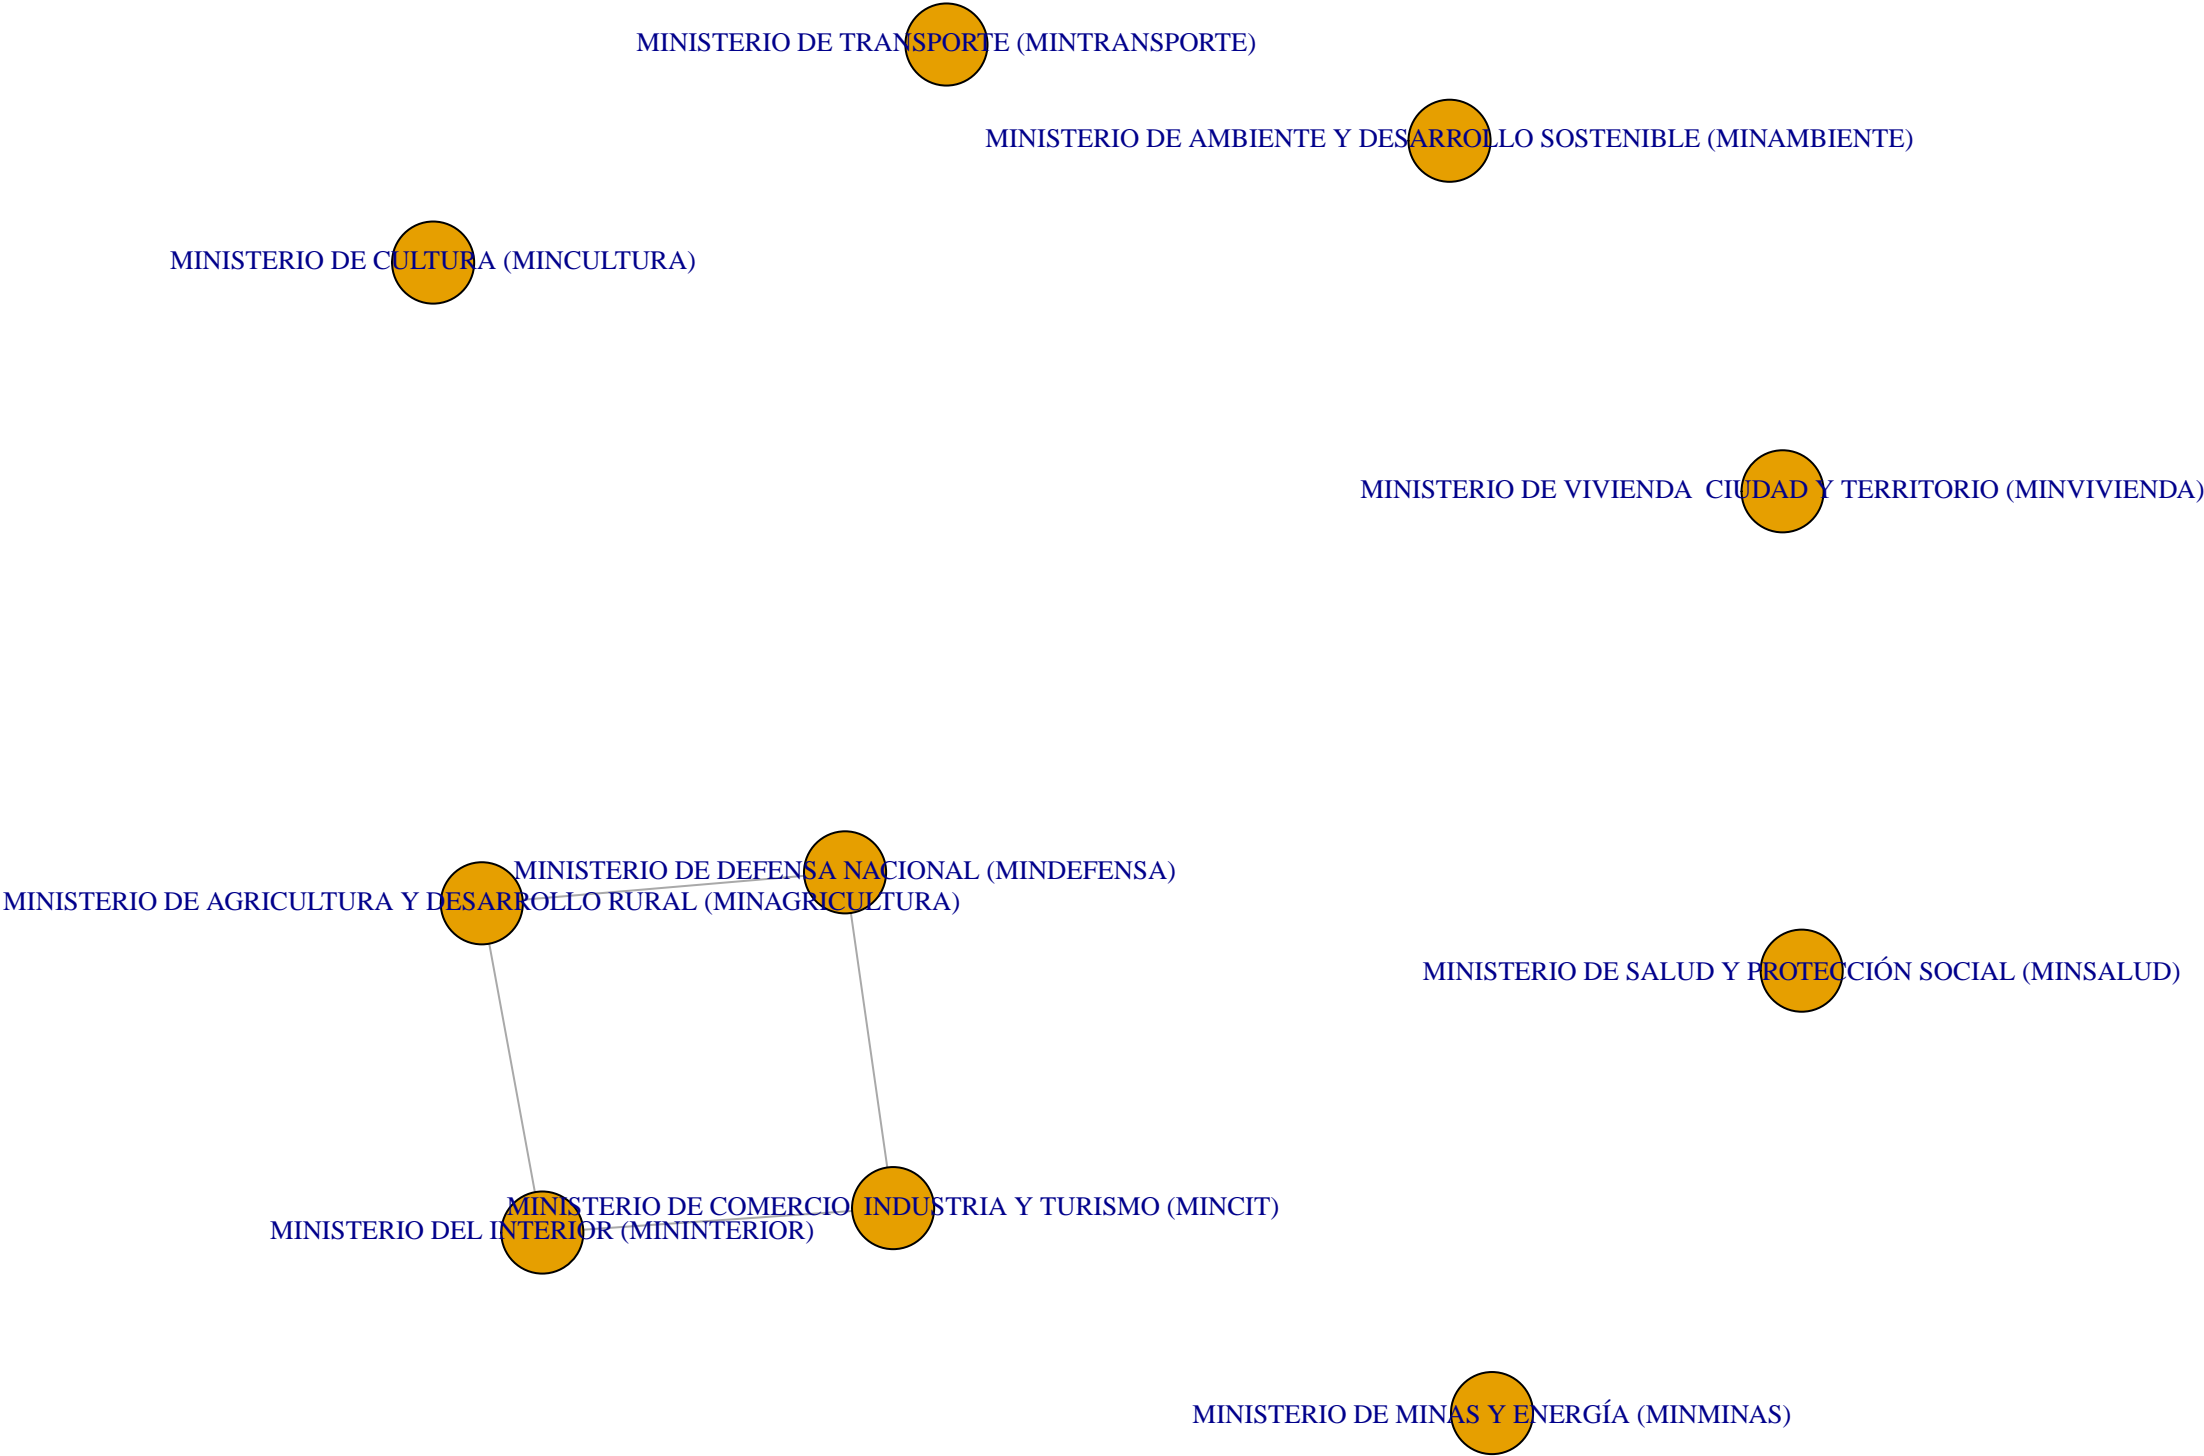 MINISTERIO DE TRANSPORTE (MINTRANSPORTE)
MINISTERIO DE AMBIENTE Y DESARROLLO SOSTENIBLE (MINAMBIENTE)
MINISTERIO DE CULTURA (MINCULTURA)
MINISTERIO DE VIVIENDA  CIUDAD Y TERRITORIO (MINVIVIENDA)
MINISTERIO DE DEFENSA NACIONAL (MINDEFENSA)
MINISTERIO DE AGRICULTURA Y DESARROLLO RURAL (MINAGRICULTURA)
MINISTERIO DE SALUD Y PROTECCIÓN SOCIAL (MINSALUD)
MINISTERIO DE COMERCIO  INDUSTRIA Y TURISMO (MINCIT)
MINISTERIO DEL INTERIOR (MININTERIOR)
MINISTERIO DE MINAS Y ENERGÍA (MINMINAS)